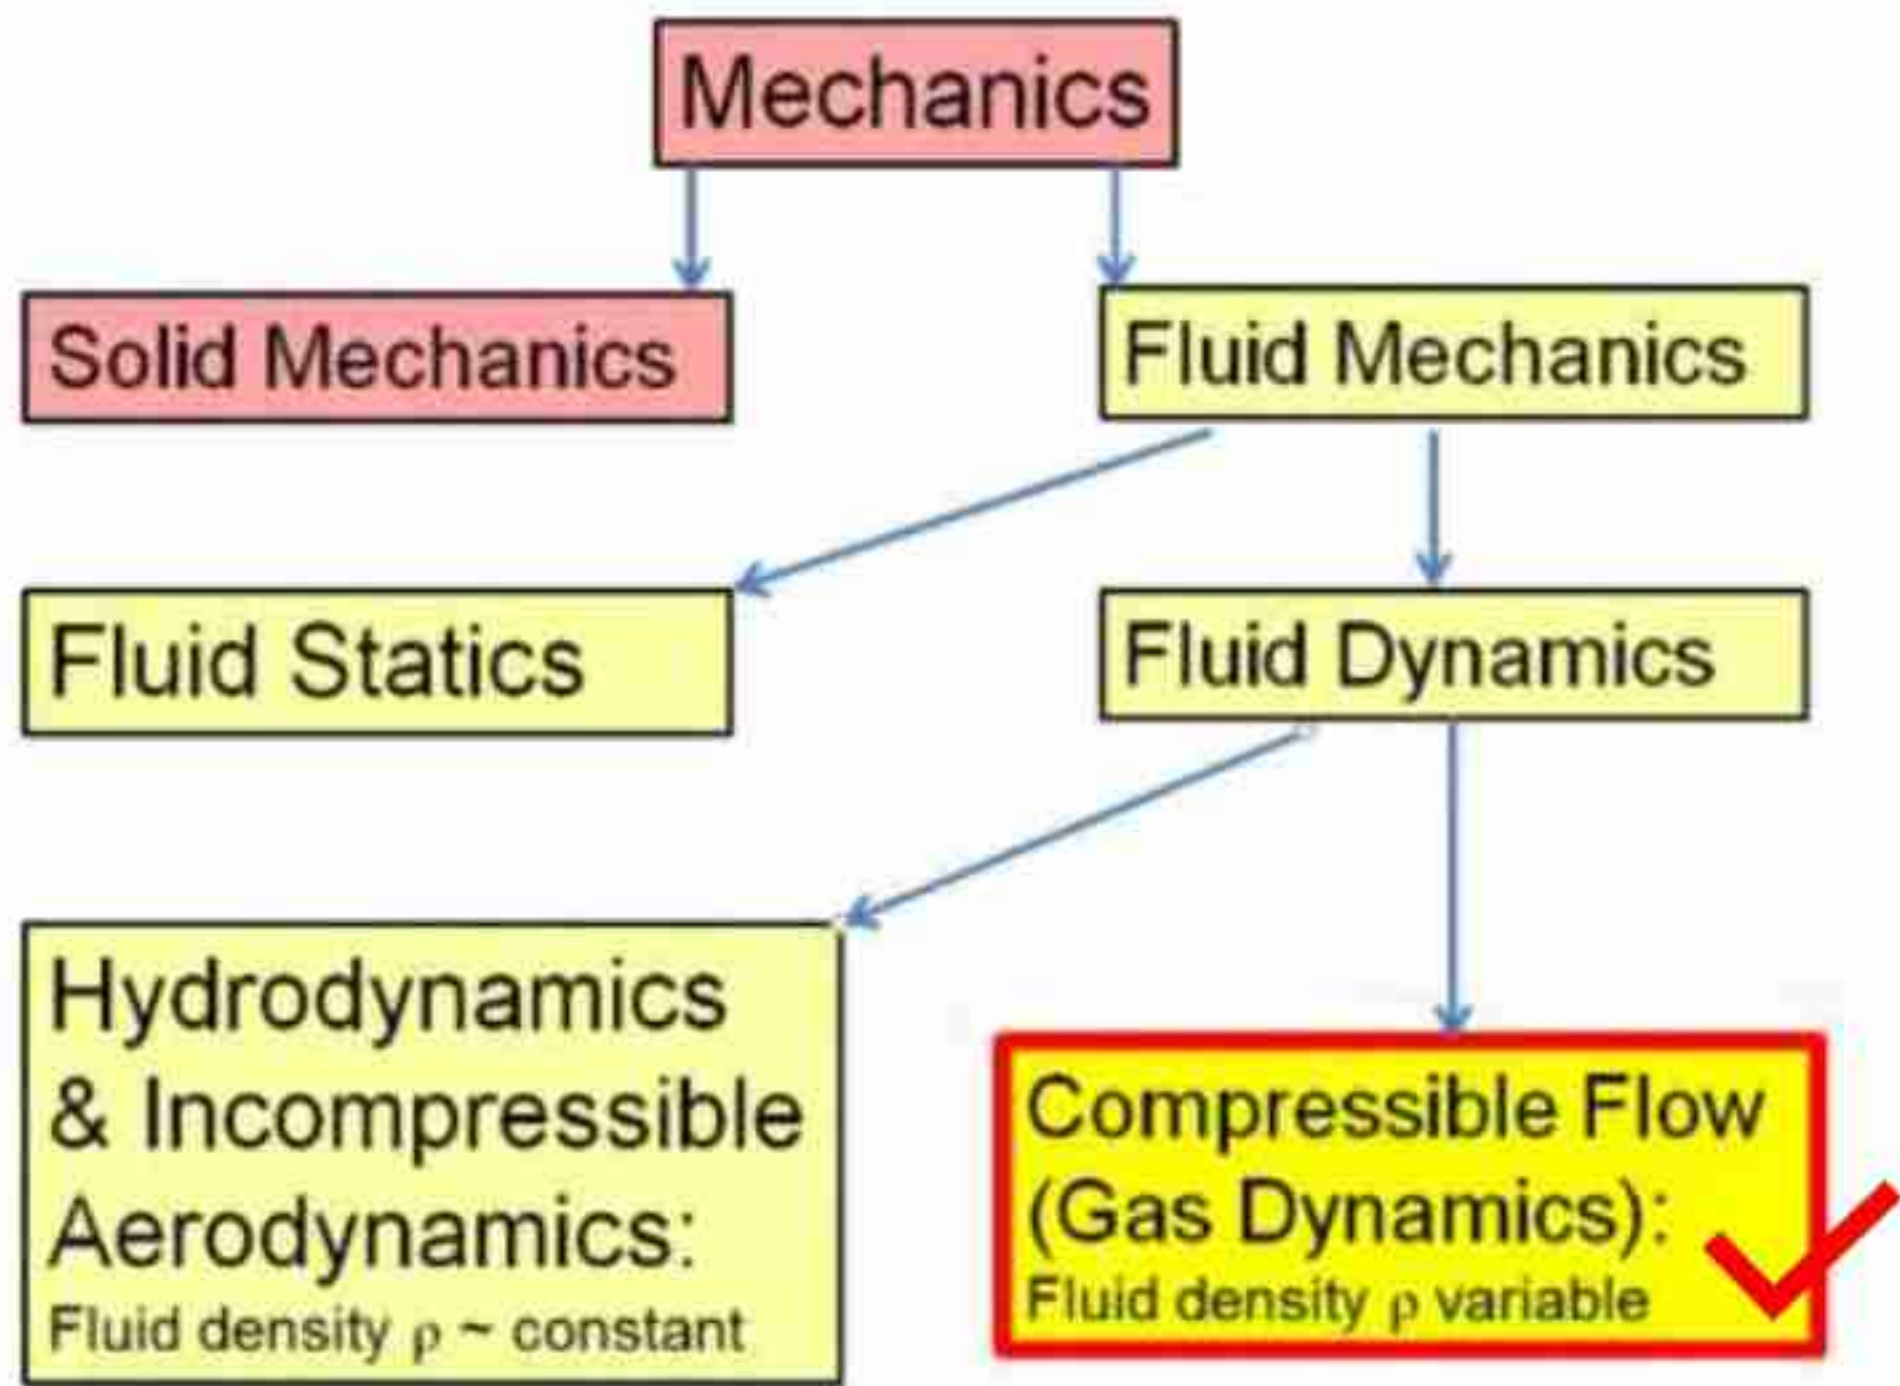 Mechanics
Solid Mechanics
Fluid Mechanics
Fluid Statics
Fluid Dynamics
Hydrodynamics
& Incompressible
Aerodynamics:
Fluid density ρ ~ constant
Compressible Flow
(Gas Dynamics):
Fluid density ρ variable